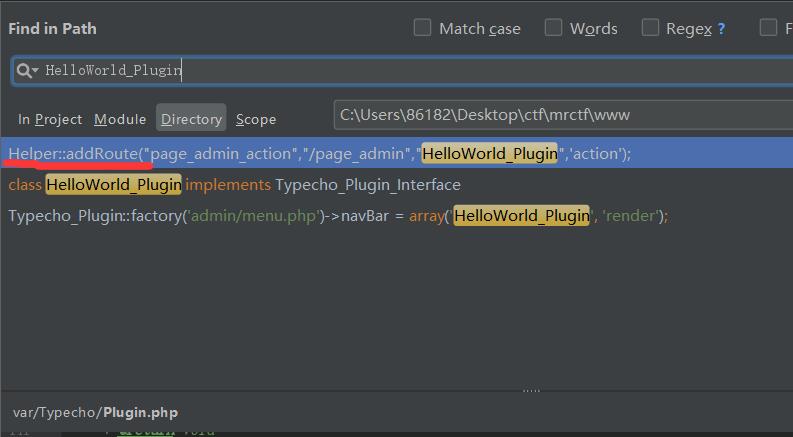 Find in Path Match case Words Regex ? F
HelloWorld_Plugin
In Project Module Directory Scope C:\Users\86182\Desktop\ctf\mrctf\www
Helper::addRoute("page_admin_action","/page_admin","HelloWorld_Plugin",'action');
class HelloWorld_Plugin implements Typecho_Plugin_Interface
Typecho_Plugin::factory('admin/menu.php')->navBar = array('HelloWorld_Plugin', 'render');
var/Typecho/Plugin.php